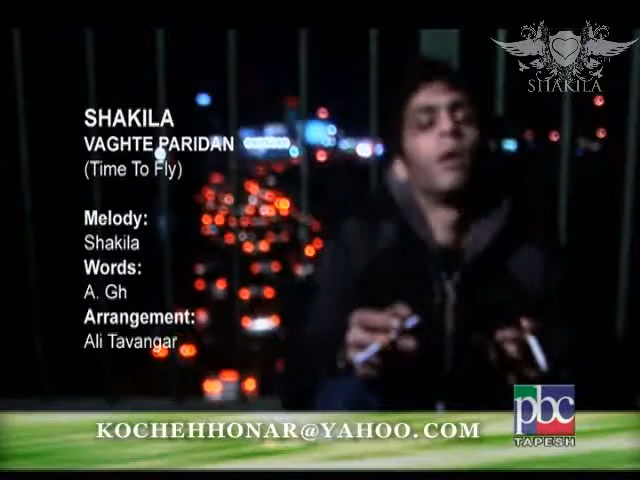 SHAKILA
SHAKILA
VAGHTE PARIDAN
(Time To Fly)
Melody:
Shakila
Words:
A. Gh
Arrangement:
Ali Tavangar
pbc
TAPESH
KOCHEHHONAR@YAHOO.COM